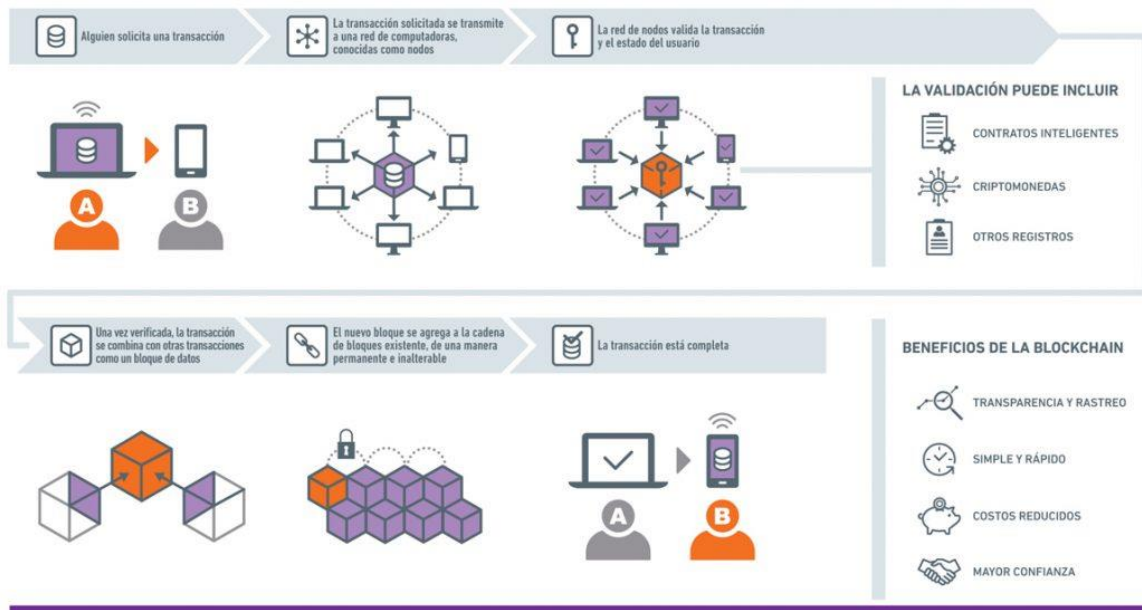 Alguien solicita una transacción
La transacción solicitada se transmite
a una red de computadoras,
conocidas como nodos
La red de nodos valida la transacción
y el estado del usuario
LA VALIDACIÓN PUEDE INCLUIR
CONTRATOS INTELIGENTES
CRIPTOMONEDAS
OTROS REGISTROS
A
B
Una vez verificada, la transacción
se combina con otras transacciones
como un bloque de datos
El nuevo bloque se agrega a la cadena
de bloques existente, de una manera
permanente e inalterable
La transacción está completa
BENEFICIOS DE LA BLOCKCHAIN
TRANSPARENCIA Y RASTREO
SIMPLE Y RÁPIDO
COSTOS REDUCIDOS
MAYOR CONFIANZA
A
B